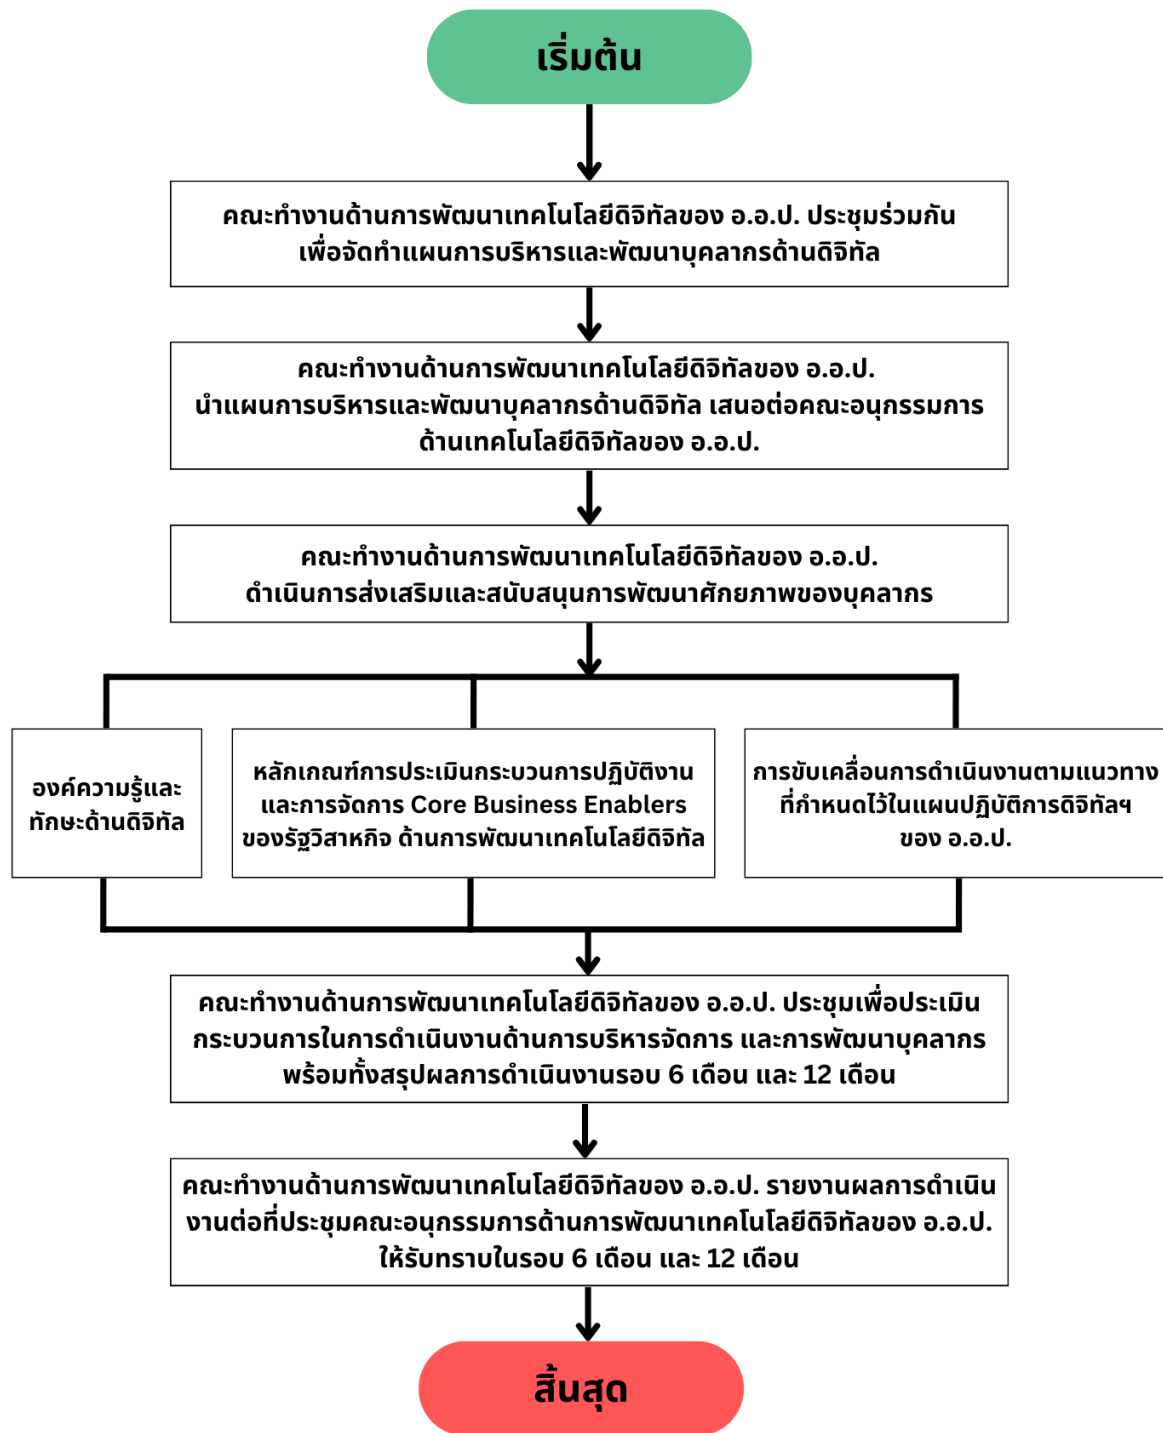 เริ่มต้น
คณะทำงานด้านการพัฒนาเทคโนโลยีดิจิทัลของ อ.อ.ป. ประชุมร่วมกัน
เพื่อจัดทำแผนการบริหารและพัฒนาบุคลากรด้านดิจิทัล
คณะทำงานด้านการพัฒนาเทคโนโลยีดิจิทัลของ อ.อ.ป.
นำแผนการบริหารและพัฒนาบุคลากรด้านดิจิทัล เสนอต่อคณะอนุกรรมการ
ด้านเทคโนโลยีดิจิทัลของ อ.อ.ป.
คณะทำงานด้านการพัฒนาเทคโนโลยีดิจิทัลของ อ.อ.ป.
ดำเนินการส่งเสริมและสนับสนุนการพัฒนาศักยภาพของบุคลากร
องค์ความรู้และ
ทักษะด้านดิจิทัล
หลักเกณฑ์การประเมินกระบวนการปฏิบัติงาน
และการจัดการ Core Business Enablers
ของรัฐวิสาหกิจ ด้านการพัฒนาเทคโนโลยีดิจิทัล
การขับเคลื่อนการดำเนินงานตามแนวทาง
ที่กำหนดไว้ในแผนปฏิบัติการดิจิทัลฯ
ของ อ.อ.ป.
คณะทำงานด้านการพัฒนาเทคโนโลยีดิจิทัลของ อ.อ.ป. ประชุมเพื่อประเมิน
กระบวนการในการดำเนินงานด้านการบริหารจัดการ และการพัฒนาบุคลากร
พร้อมทั้งสรุปผลการดำเนินงานรอบ 6 เดือน และ 12 เดือน
คณะทำงานด้านการพัฒนาเทคโนโลยีดิจิทัลของ อ.อ.ป. รายงานผลการดำเนิน
งานต่อที่ประชุมคณะอนุกรรมการด้านการพัฒนาเทคโนโลยีดิจิทัลของ อ.อ.ป.
ให้รับทราบในรอบ 6 เดือน และ 12 เดือน
สิ้นสุด